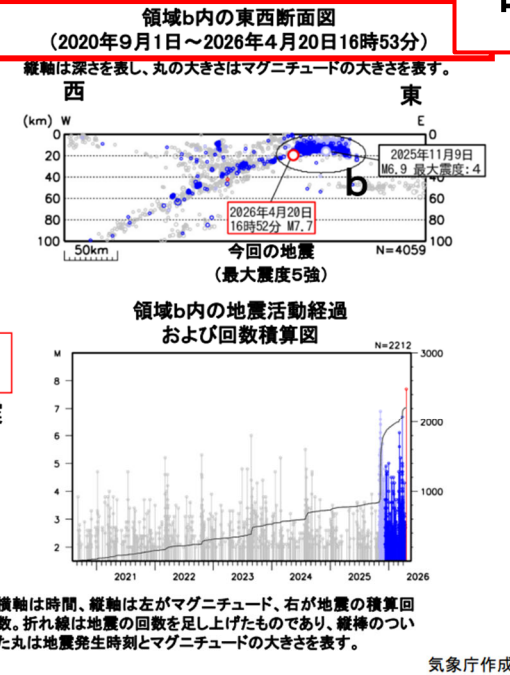 領域b内の東西断面図
(2020年9月1日～2026年4月20日16時53分)
縦軸は深さを表し、丸の大きさはマグニチュードの大きさを表す。
西 東
(km) W E
0 0
20 20
40 40
60 60
80 80
100 100
2025年11月9日
M6.9 最大震度:4
b
2026年4月20日
16時52分 M7.7
50km
今回の地震
N=4059
(最大震度5強)
領域b内の地震活動経過
および回数積算図
M N=2212 3000
8
7
2000
6
5
4 1000
3
2
2021 2022 2023 2024 2025 2026
横軸は時間、縦軸は左がマグニチュード、右が地震の積算回
数。折れ線は地震の回数を足し上げたものであり、縦棒のつい
た丸は地震発生時刻とマグニチュードの大きさを表す。
気象庁作成